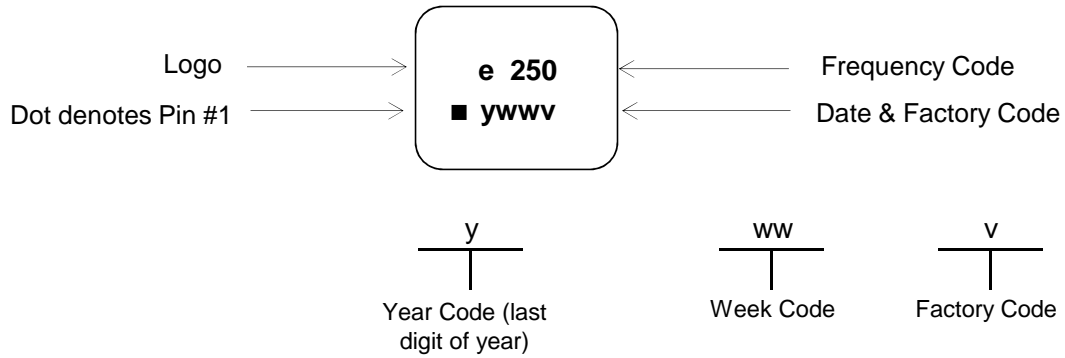 Logo
e 250
Frequency Code
Dot denotes Pin #1
■ ywwv
Date & Factory Code
y
ww
v
Year Code (last
digit of year)
Week Code
Factory Code